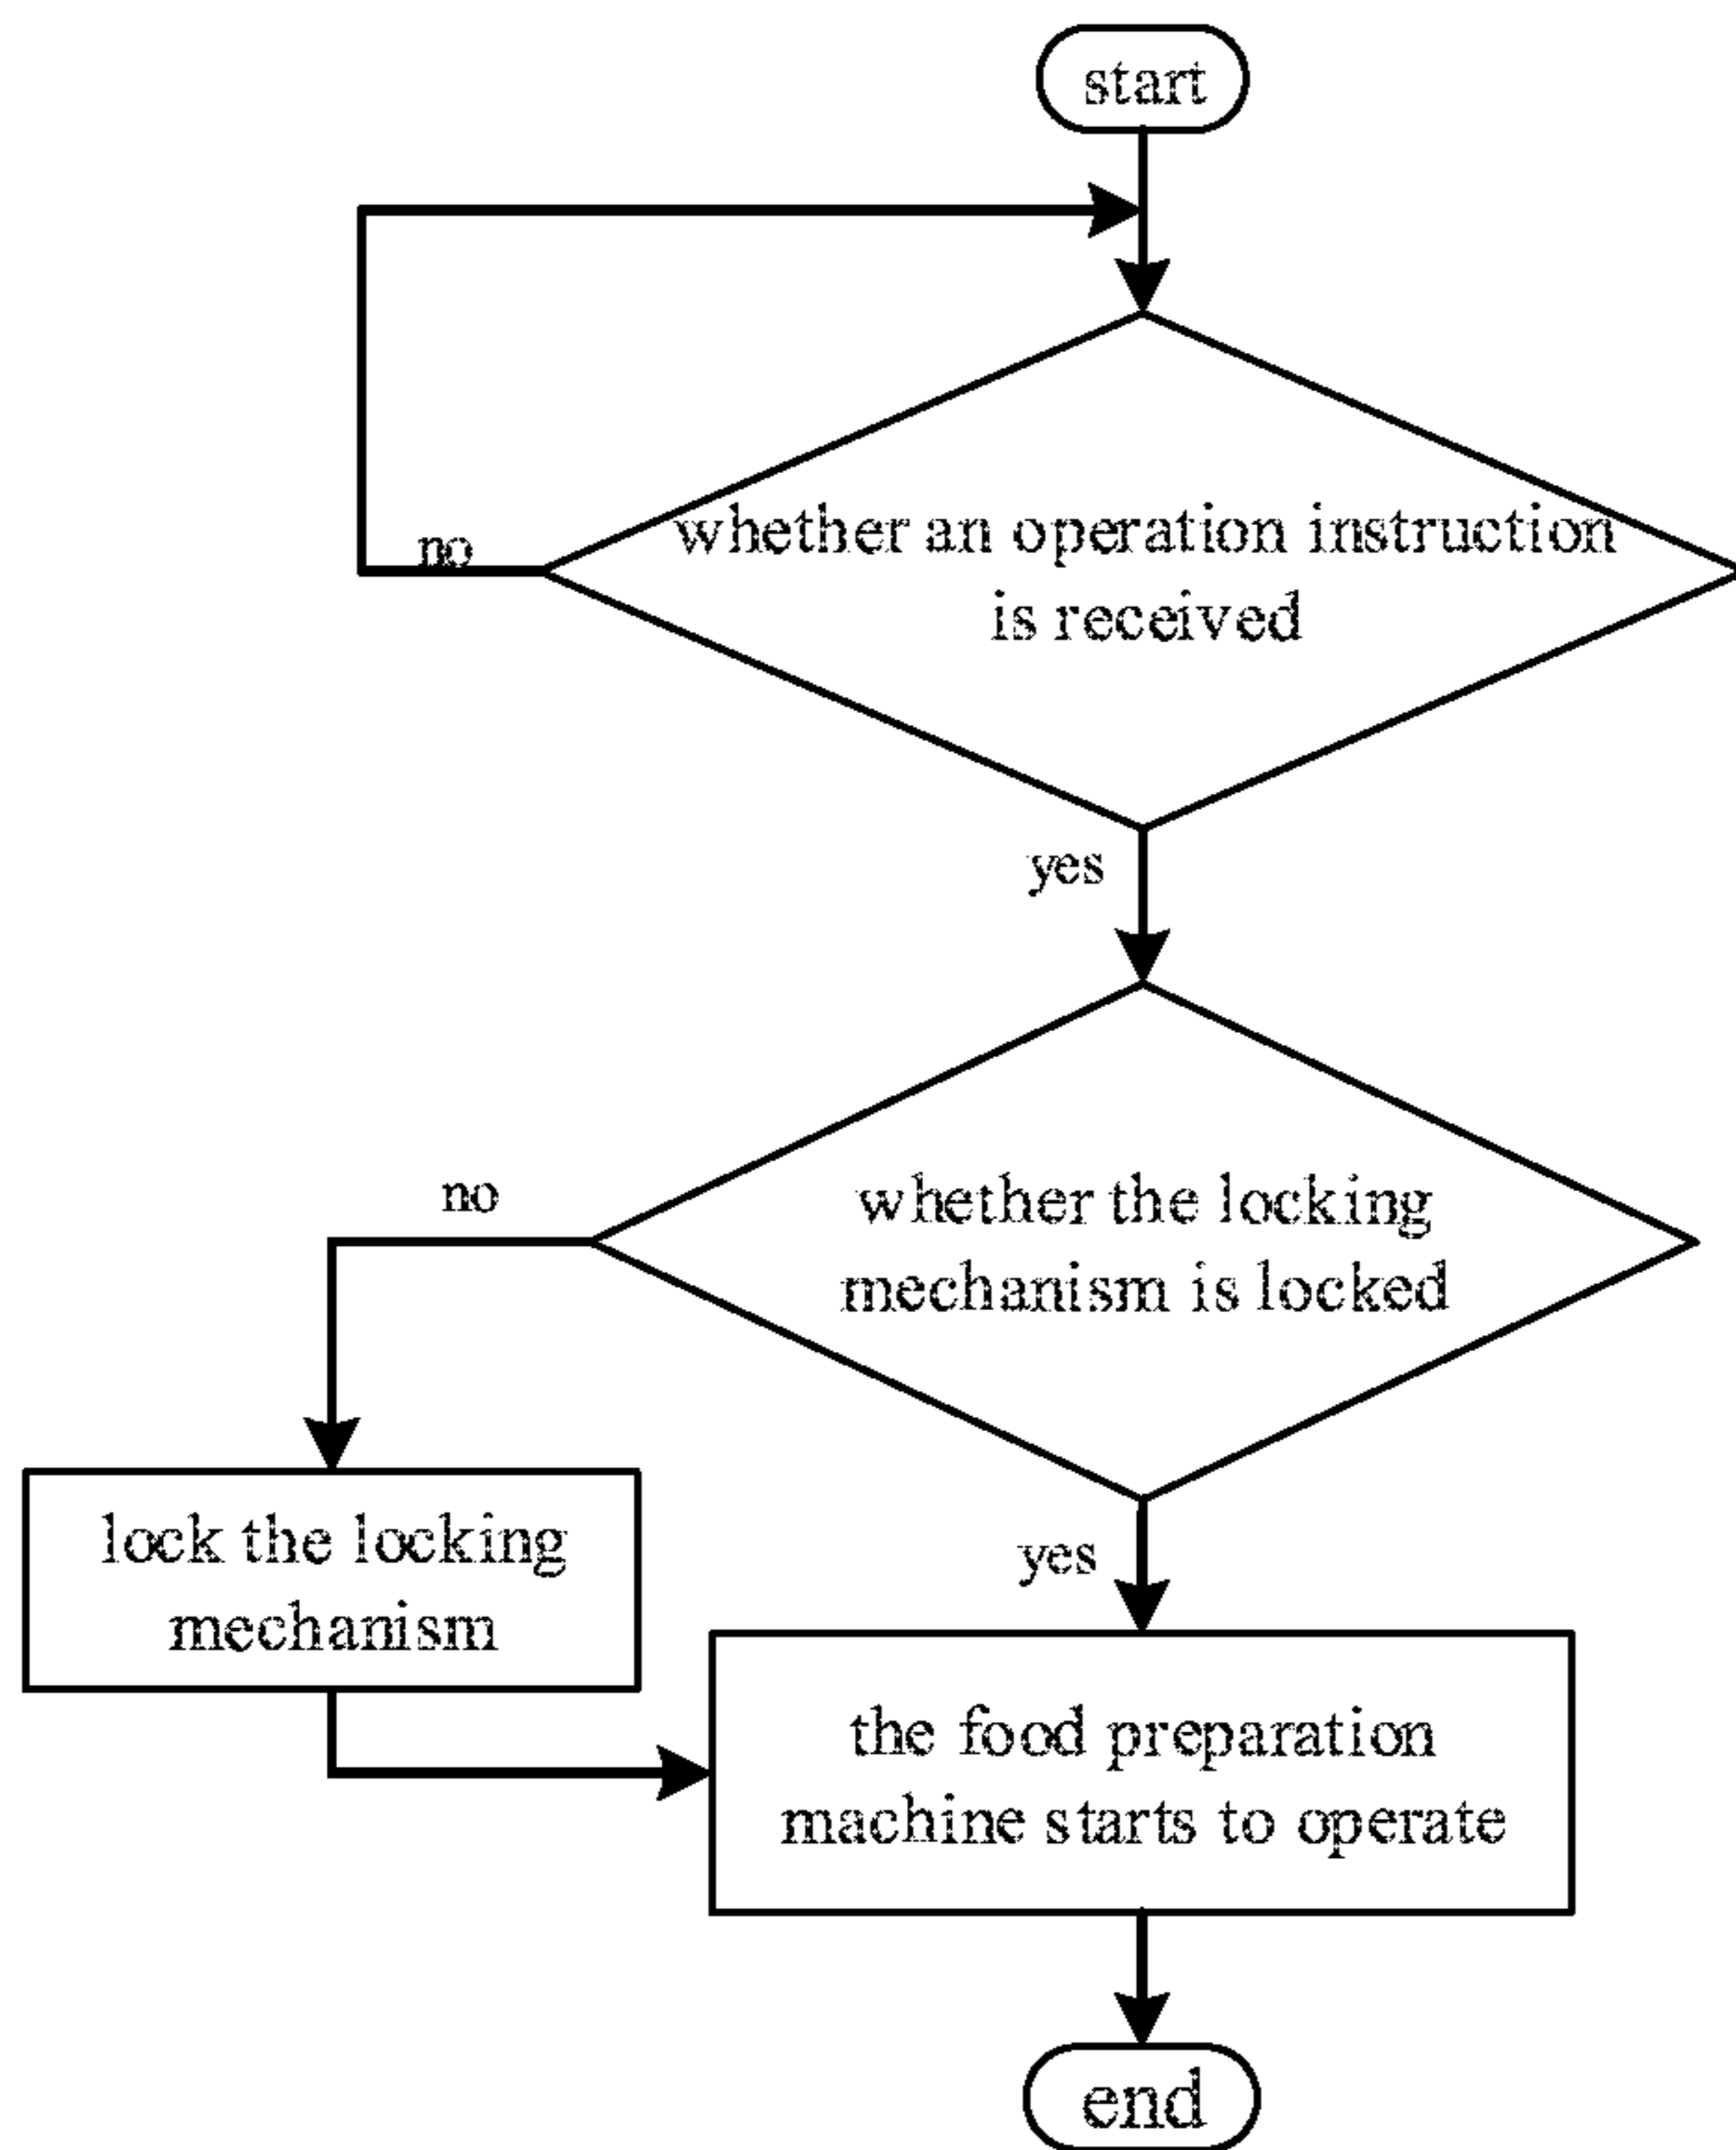 start
no
whether an operation instruction
is received
yes
no
whether the locking
mechanism is locked
lock the locking
mechanism
yes
the food preparation
machine starts to operate
end